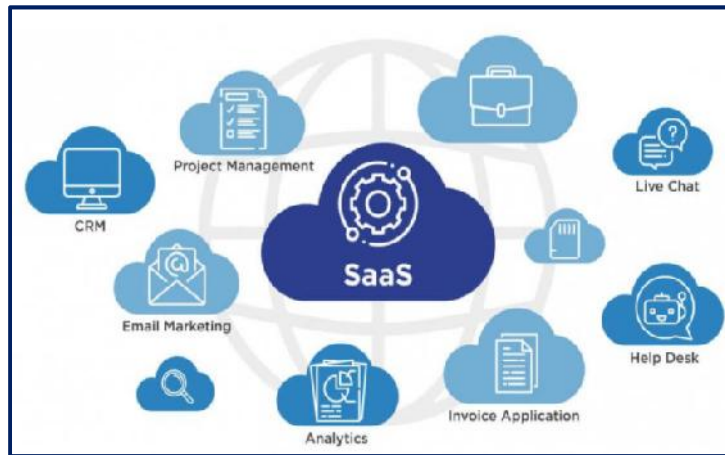 Project Management
Live Chat
CRM
SaaS
Email Marketing
Help Desk
Invoice Application
Analytics